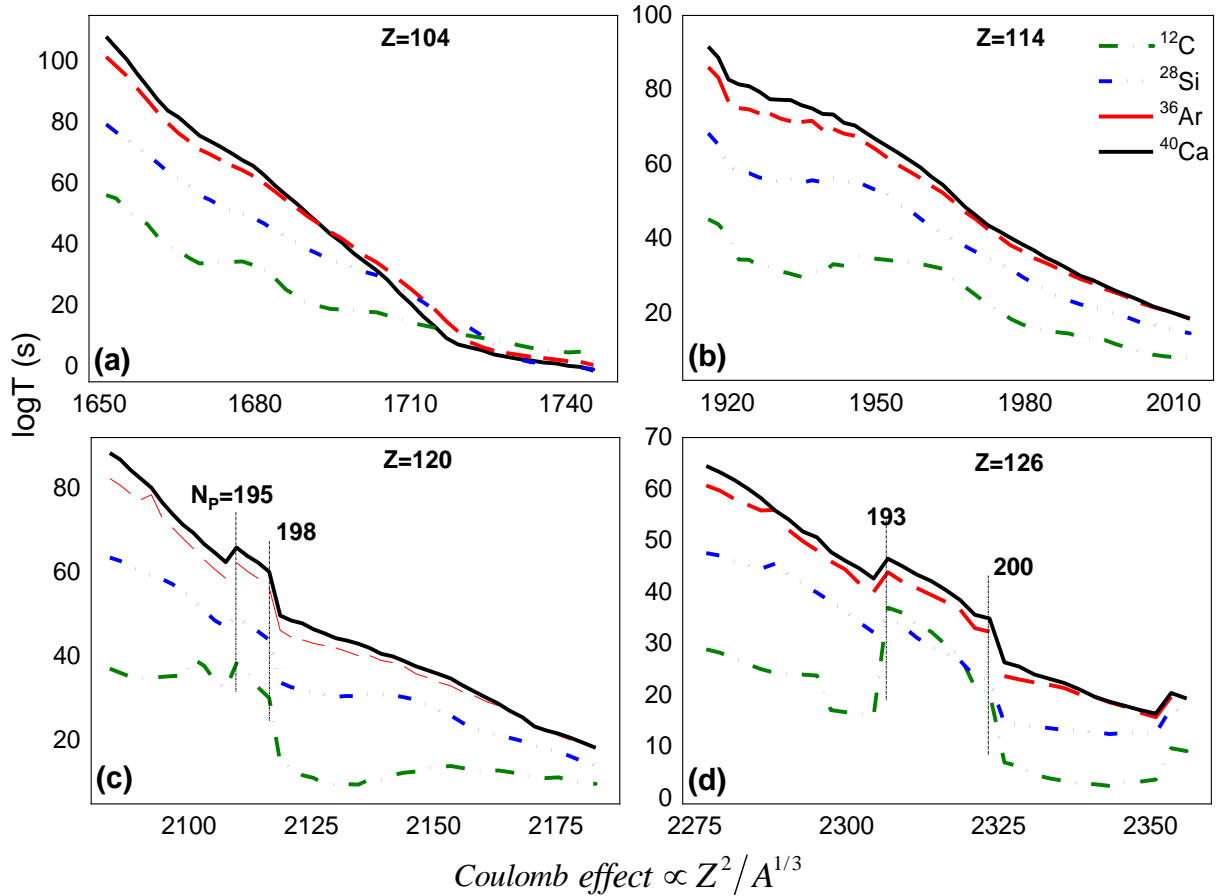 Z=104
100
80
60
40
20
0
1650
1680
1710
1740
(a)
Z=114
¹²C
²⁸Si
³⁶Ar
⁴⁰Ca
100
80
60
40
20
1920
1950
1980
2010
(b)
logT (s)
Z=120
N_P=195
198
80
60
40
20
2100
2125
2150
2175
(c)
Z=126
193
200
70
60
50
40
30
20
10
0
2275
2300
2325
2350
(d)
Coulomb effect ∝ Z²/A^{1/3}